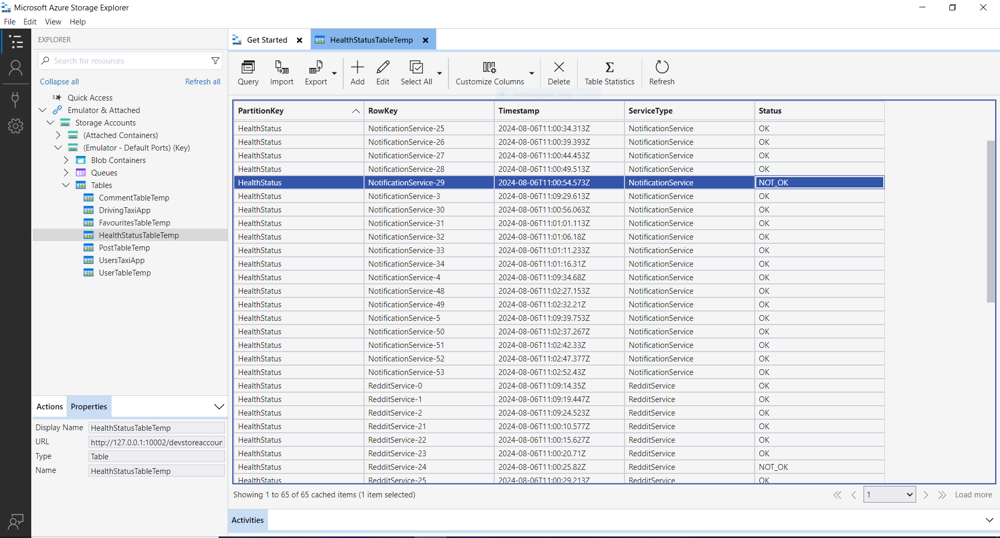 Microsoft Azure Storage Explorer
File Edit View Help
EXPLORER
Search for resources
Collapse all Refresh all
Quick Access
Emulator & Attached
Storage Accounts
(Attached Containers)
(Emulator - Default Ports) (Key)
Blob Containers
Queues
Tables
CommentTableTemp
DrivingTaxiApp
FavouritesTableTemp
HealthStatusTableTemp
PostTableTemp
UsersTaxiApp
UserTableTemp
Actions Properties
Display Name HealthStatusTableTemp
URL http://127.0.0.1:10002/devstoreaccoun
Type Table
Name HealthStatusTableTemp
Get Started HealthStatusTableTemp
Query Import Export Add Edit Select All Customize Columns Delete Table Statistics Refresh
Rectangular Snip
PartitionKey RowKey Timestamp ServiceType Status
HealthStatus NotificationService-25 2024-08-06T11:00:34.313Z NotificationService OK
HealthStatus NotificationService-26 2024-08-06T11:00:39.393Z NotificationService OK
HealthStatus NotificationService-27 2024-08-06T11:00:44.453Z NotificationService OK
HealthStatus NotificationService-28 2024-08-06T11:00:49.513Z NotificationService OK
HealthStatus NotificationService-29 2024-08-06T11:00:54.573Z NotificationService NOT_OK
HealthStatus NotificationService-3 2024-08-06T11:09:29.613Z NotificationService OK
HealthStatus NotificationService-30 2024-08-06T11:00:56.063Z NotificationService OK
HealthStatus NotificationService-31 2024-08-06T11:01:01.113Z NotificationService OK
HealthStatus NotificationService-32 2024-08-06T11:01:06.18Z NotificationService OK
HealthStatus NotificationService-33 2024-08-06T11:01:11.233Z NotificationService OK
HealthStatus NotificationService-34 2024-08-06T11:01:16.31Z NotificationService OK
HealthStatus NotificationService-4 2024-08-06T11:09:34.68Z NotificationService OK
HealthStatus NotificationService-48 2024-08-06T11:02:27.153Z NotificationService OK
HealthStatus NotificationService-49 2024-08-06T11:02:32.21Z NotificationService OK
HealthStatus NotificationService-5 2024-08-06T11:09:39.753Z NotificationService OK
HealthStatus NotificationService-50 2024-08-06T11:02:37.267Z NotificationService OK
HealthStatus NotificationService-51 2024-08-06T11:02:42.33Z NotificationService OK
HealthStatus NotificationService-52 2024-08-06T11:02:47.377Z NotificationService OK
HealthStatus NotificationService-53 2024-08-06T11:02:52.43Z NotificationService OK
HealthStatus RedditService-0 2024-08-06T11:09:14.35Z RedditService OK
HealthStatus RedditService-1 2024-08-06T11:09:19.447Z RedditService OK
HealthStatus RedditService-2 2024-08-06T11:09:24.523Z RedditService OK
HealthStatus RedditService-21 2024-08-06T11:00:10.577Z RedditService OK
HealthStatus RedditService-22 2024-08-06T11:00:15.627Z RedditService OK
HealthStatus RedditService-23 2024-08-06T11:00:20.71Z RedditService OK
HealthStatus RedditService-24 2024-08-06T11:00:25.82Z RedditService NOT_OK
HealthStatus RedditService-25 2024-08-06T11:00:29.213Z RedditService OK
Showing 1 to 65 of 65 cached items (1 item selected) 1 Load more
Activities